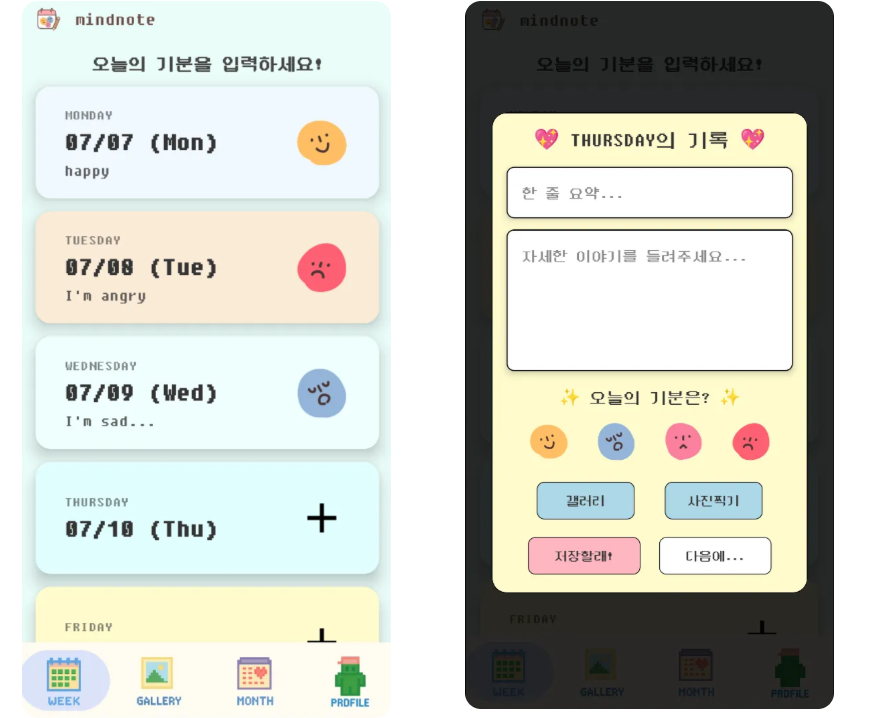 mindnote
오늘의 기분을 입력하세요!
MONDAY
07/07 (Mon)
happy
TUESDAY
07/08 (Tue)
I'm angry
WEDNESDAY
07/09 (Wed)
I'm sad...
THURSDAY
07/10 (Thu)
FRIDAY
WEEK
GALLERY
MONTH
PROFILE
mindnote
오늘의 기분을 입력하세요!
💖 THURSDAY의 기록 💖
한 줄 요약...
자세한 이야기를 들려주세요...
✨ 오늘의 기분은? ✨
갤러리
사진찍기
저장할래!
다음에...
FRIDAY
WEEK
GALLERY
MONTH
PROFILE